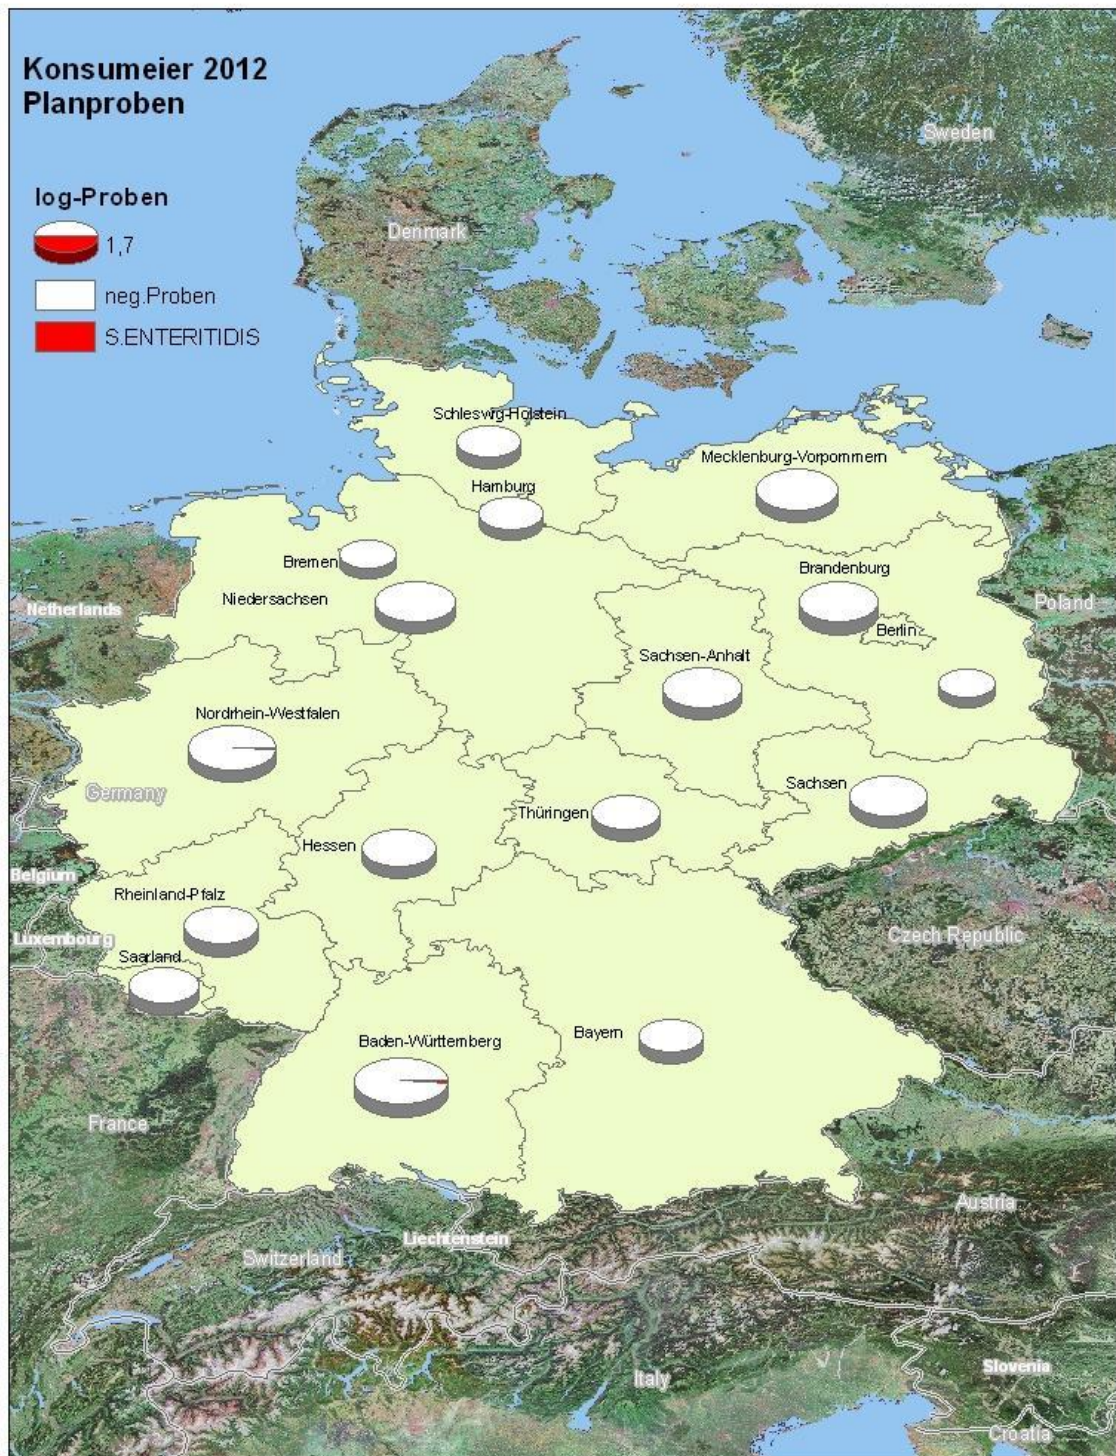 Konsumeier 2012
Planproben
log-Proben
1,7
neg.Proben
S.ENTERITIDIS
Sweden
Denmark
Schleswig-Holstein
Mecklenburg-Vorpommern
Hamburg
Bremen
Brandenburg
Niedersachsen
Netherlands
Poland
Berlin
Sachsen-Anhalt
Nordrhein-Westfalen
Germany
Sachsen
Thüringen
Hessen
Belgium
Rheinland-Pfalz
Luxembourg
Czech Republic
Saarland
Bayern
Baden-Württemberg
France
Austria
Liechtenstein
Switzerland
Slovenia
Italy
Croatia